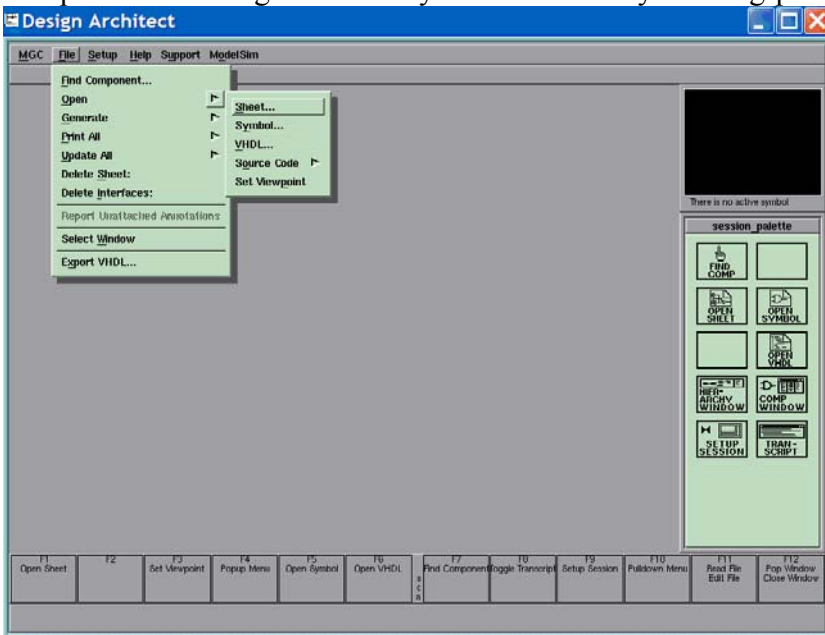 Design Architect
MGC File Setup Help Support ModelSim
Find Component...
Open
Generate
Print All
Update All
Delete Sheet:
Delete Interfaces:
Report Unattached Annotations
Select Window
Export VHDL...
Sheet...
Symbol...
VHDL...
Source Code
Set Viewpoint
There is no active symbol
session_palette
FIND
COMP
OPEN
SHEET
OPEN
SYMBOL
OPEN
VHDL
HIER-
ARCHY
WINDOW
COMP
WINDOW
SETUP
SESSION
TRAN-
SCRIPT
F1 F2 F3 F4 F5 F6 F7 F8 F9 F10 F11 F12
Open Sheet Set Viewpoint Popup Menu Open Symbol Open VHDL Find Component Toggle Transcript Setup Session Pulldown Menu Read File Pop Window
Edit File Close Window
s
c
a